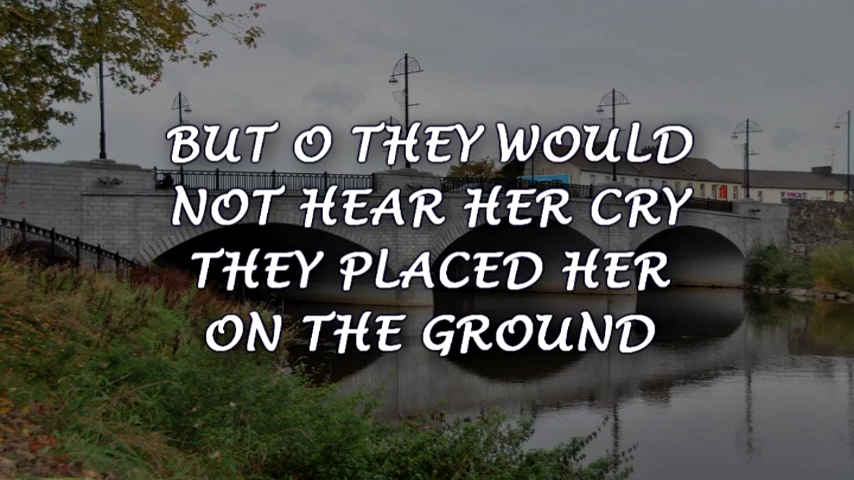 BUT O THEY WOULD
NOT HEAR HER CRY
THEY PLACED HER
ON THE GROUND